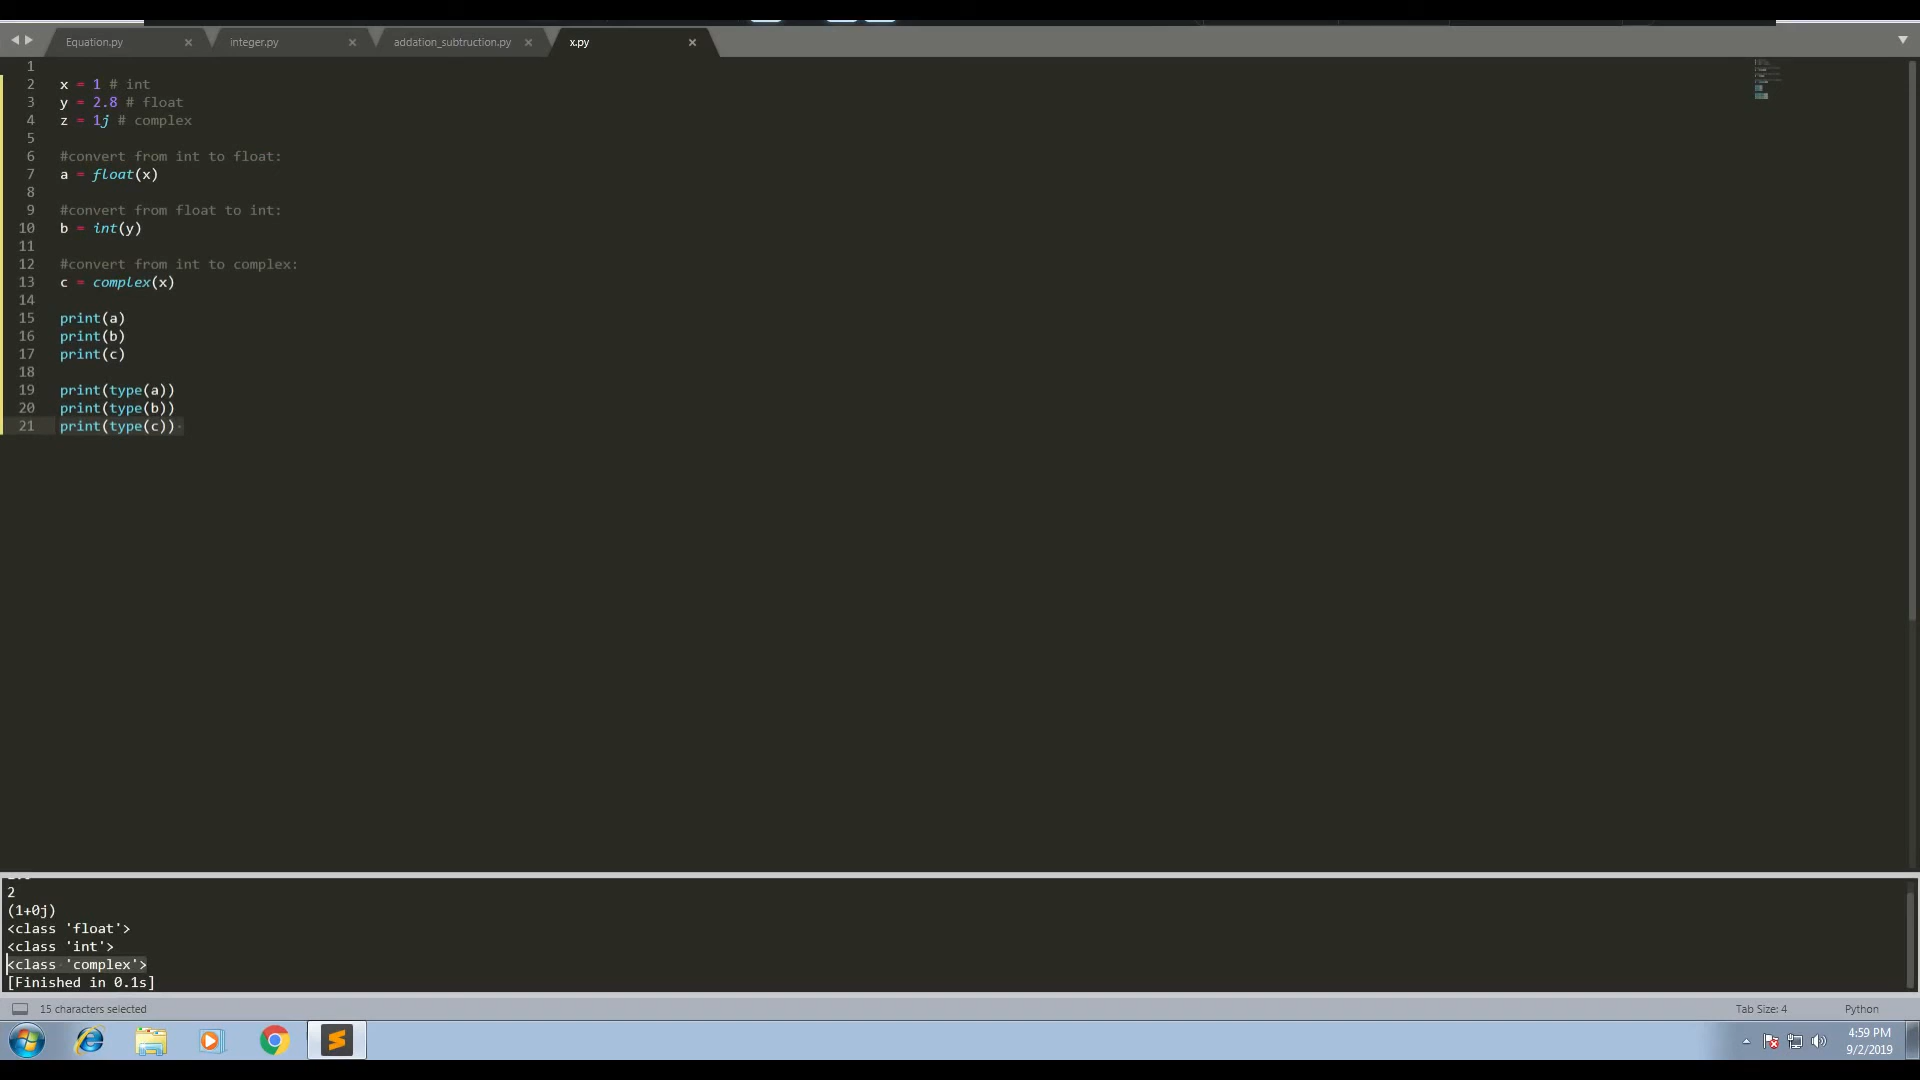 Equation.py
integer.py
addation_subtruction.py
x.py
1
2 x = 1 # int
3 y = 2.8 # float
4 z = 1j # complex
5
6 #convert from int to float:
7 a = float(x)
8
9 #convert from float to int:
10 b = int(y)
11
12 #convert from int to complex:
13 c = complex(x)
14
15 print(a)
16 print(b)
17 print(c)
18
19 print(type(a))
20 print(type(b))
21 print(type(c))
2
(1+0j)
<class 'float'>
<class 'int'>
<class 'complex'>
[Finished in 0.1s]
15 characters selected
Tab Size: 4
Python
4:59 PM
9/2/2019